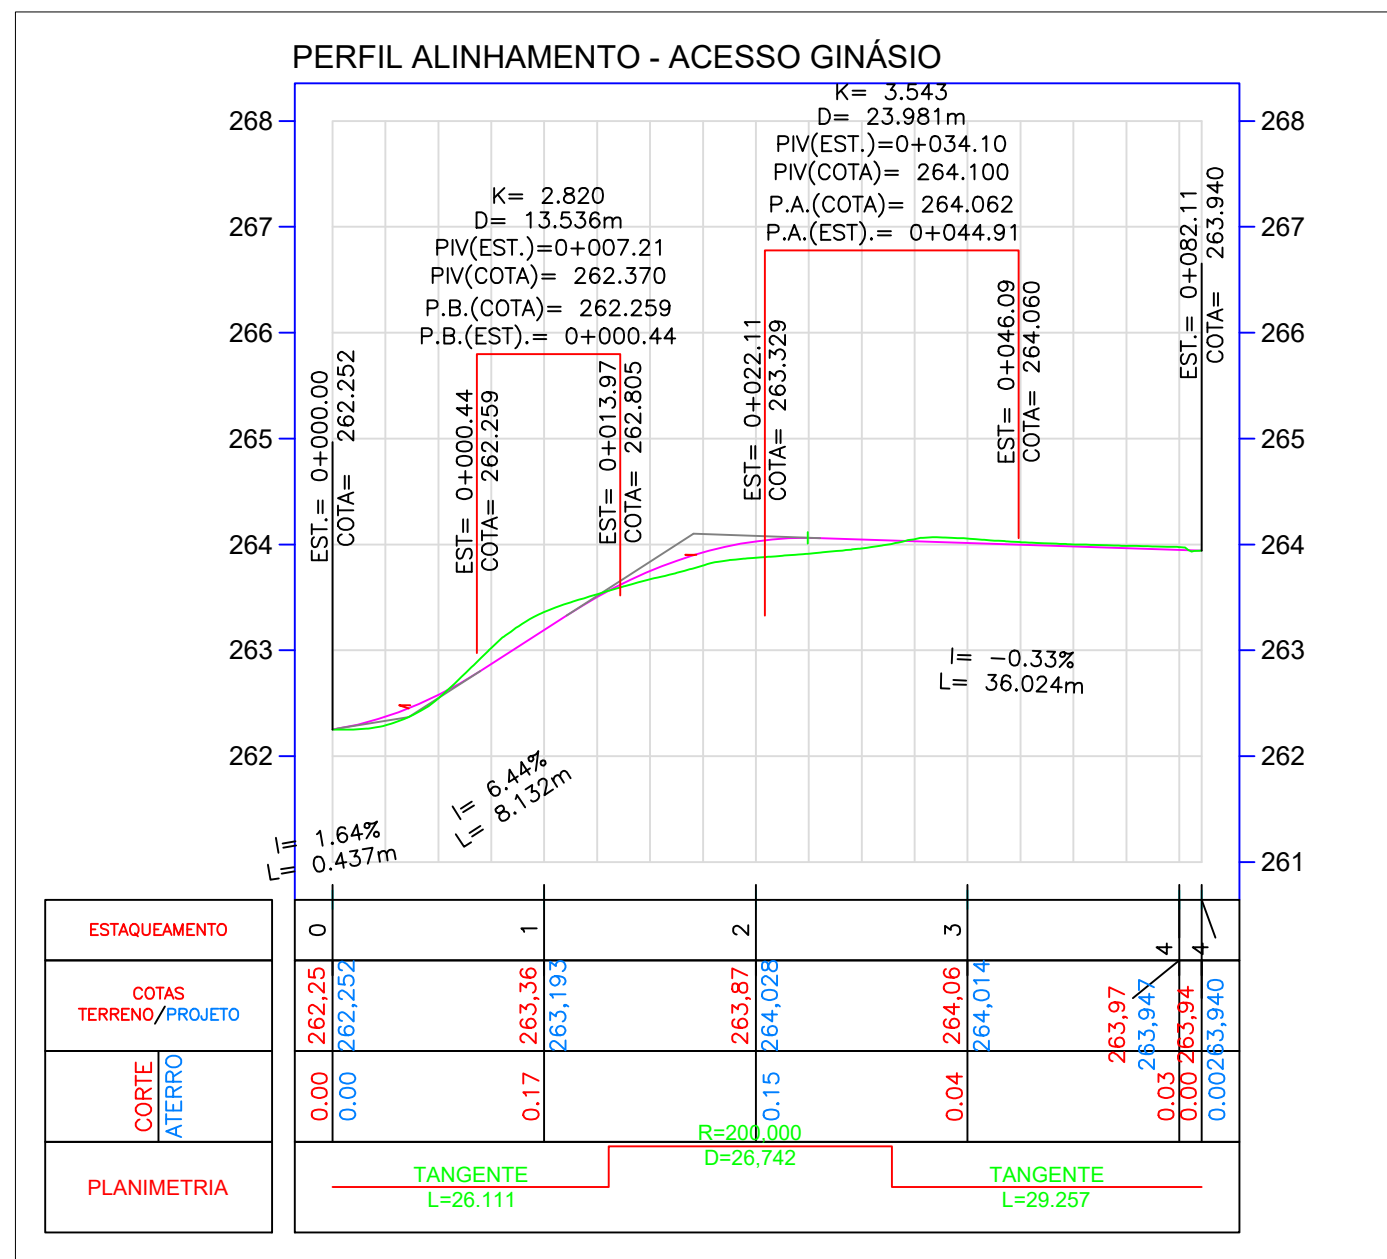 PERFIL ALINHAMENTO - ACESSO GINÁSIO
K= 3.543
D= 23.981m
PIV(EST.)=0+034.10
PIV(COTA)= 264.100
P.A.(COTA)= 264.062
P.A.(EST).= 0+044.91
K= 2.820
D= 13.536m
PIV(EST.)=0+007.21
PIV(COTA)= 262.370
P.B.(COTA)= 262.259
P.B.(EST).= 0+000.44
268
267
266
265
264
263
262
261
268
267
266
265
264
263
262
261
EST.= 0+000.00
COTA= 262.252
EST= 0+000.44
COTA= 262.259
EST= 0+013.97
COTA= 262.805
EST= 0+022.11
COTA= 263.329
EST= 0+046.09
COTA= 264.060
EST.= 0+082.11
COTA= 263.940
I= 1.64%
L= 0.437m
I= 6.44%
L= 8.132m
I= -0.33%
L= 36.024m
ESTAQUEAMENTO
0
1
2
3
4
4
COTAS
TERRENO/PROJETO
262,25
262,252
263,36
263,193
263,87
264,028
264,06
264,014
263,97
263,947
263,94
263,940
CORTE
ATERRO
0.00
0.00
0.17
0.15
0.04
0.03
0.00
0.00
PLANIMETRIA
TANGENTE
L=26.111
R=200.000
D=26,742
TANGENTE
L=29.257